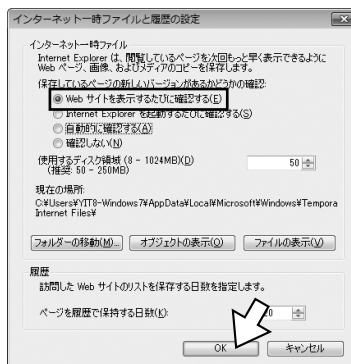 インターネット一時ファイルと履歴の設定
インターネット一時ファイル
Internet Explorer は、閲覧しているページを次回もっと早く表示できるように
Web ページ、画像、およびメディアのコピーを保存します。
保存しているページの新しいバージョンがあるかどうかの確認:
Web サイトを表示するたびに確認する(E)
Internet Explorer を起動するたびに確認する(S)
自動的に確認する(A)
確認しない(N)
使用するディスク領域 (8 - 1024MB)(D)
50
(推奨: 50 - 250MB)
現在の場所:
C:¥Users¥YIT8-Windows7¥AppData¥Local¥Microsoft¥Windows¥Tempora
Internet Files¥
フォルダーの移動(M)... オブジェクトの表示(O) ファイルの表示(V)
履歴
訪問した Web サイトのリストを保存する日数を指定します。
ページを履歴で保持する日数(K):
OK キャンセル